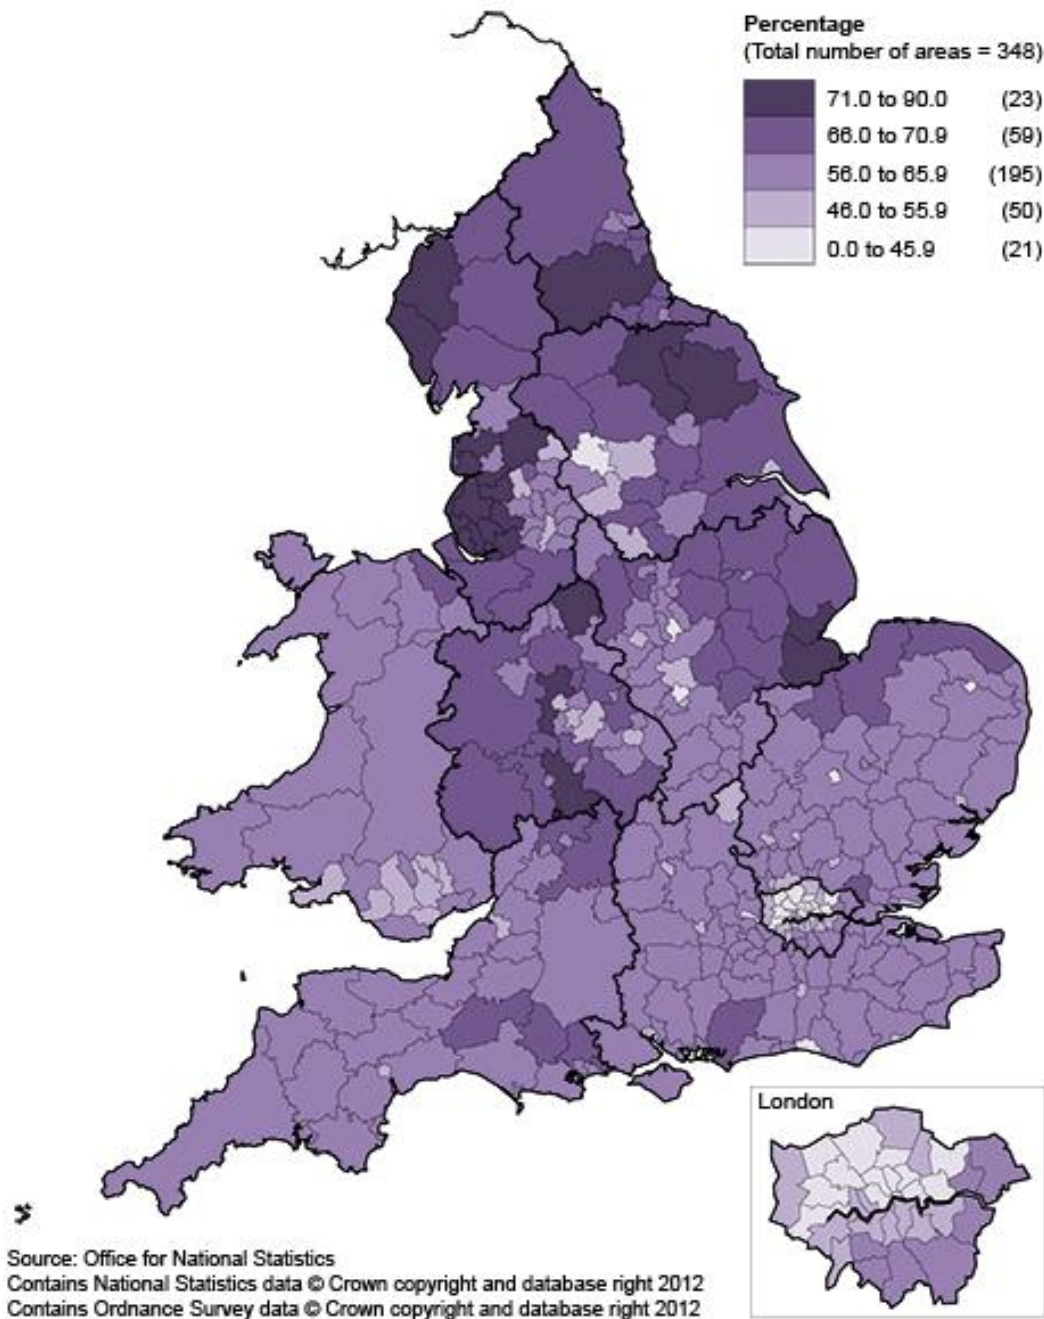 Percentage
(Total number of areas = 348)
71.0 to 90.0 (23)
66.0 to 70.9 (59)
56.0 to 65.9 (195)
46.0 to 55.9 (50)
0.0 to 45.9 (21)
London
Source: Office for National Statistics
Contains National Statistics data © Crown copyright and database right 2012
Contains Ordnance Survey data © Crown copyright and database right 2012